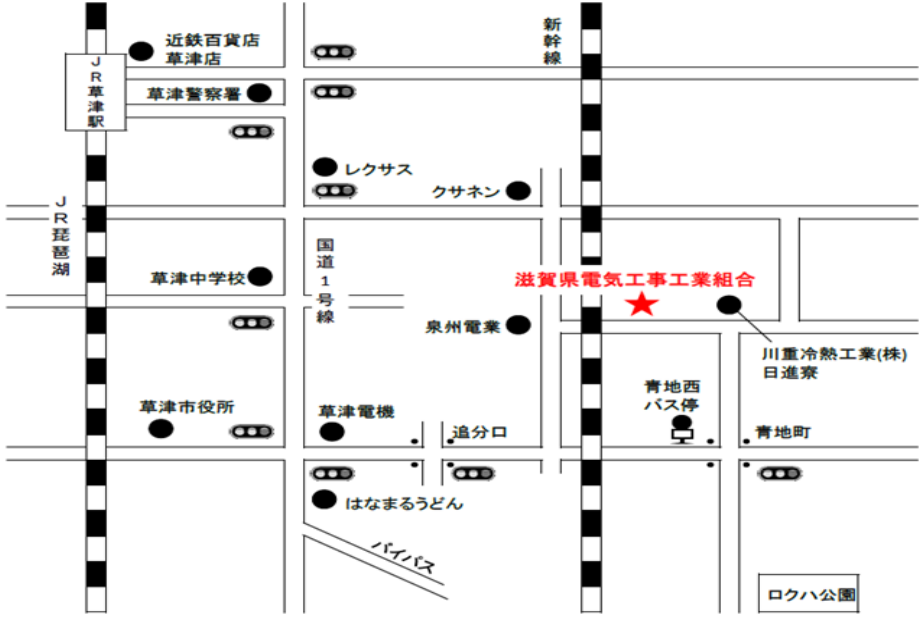 近鉄百貨店
草津店
新幹線
JR草津駅
草津警察署
レクサス
クサネン
JR琵琶湖
国道1号線
草津中学校
滋賀県電気工事工業組合
泉州電業
川重冷熱工業(株)
日進寮
青地西
バス停
草津市役所
草津電機
追分口
青地町
はなまるうどん
バイパス
ロクハ公園